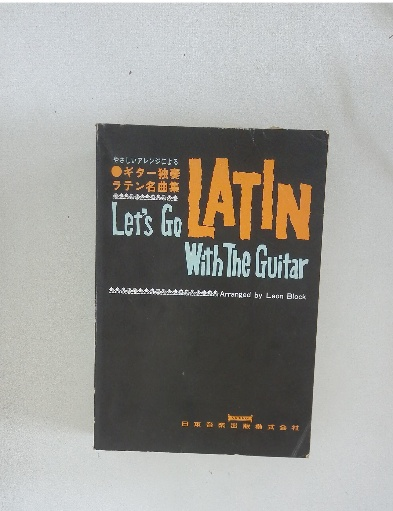 やさしいアレンジによる
●ギター独奏
ラテン名曲集
Let's Go LATIN
With The Guitar
Arranged by Leon Block
日東音楽出版株式会社